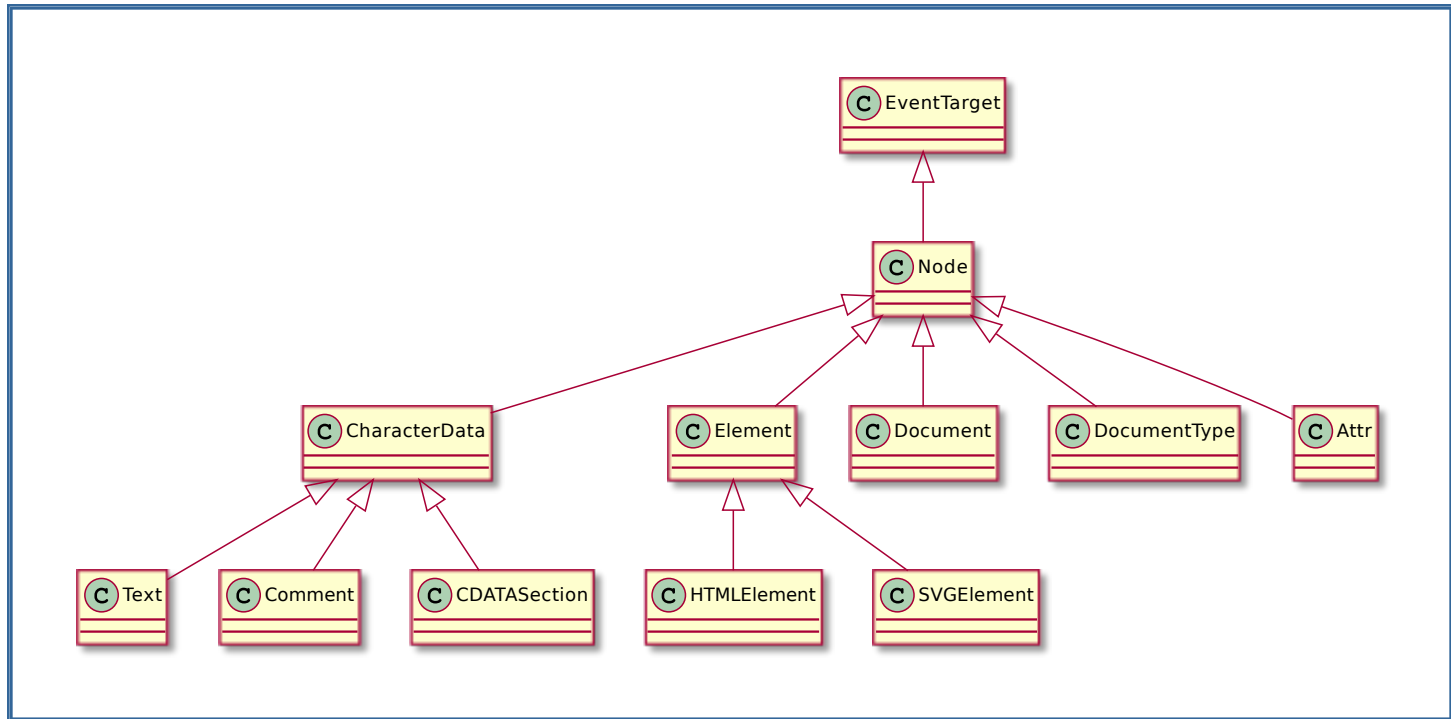 C EventTarget
C Node
C CharacterData
C Element
C Document
C DocumentType
C Attr
C Text
C Comment
C CDATASection
C HTMLElement
C SVGElement